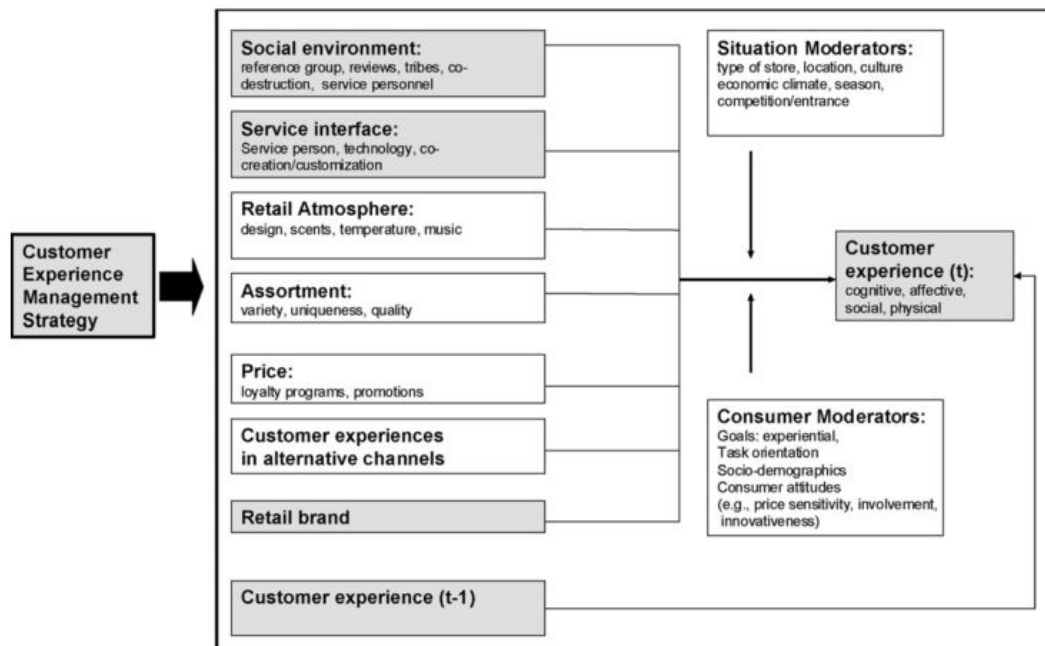 Customer
Experience
Management
Strategy
Social environment:
reference group, reviews, tribes, co-
destruction,  service personnel
Service interface:
Service person, technology, co-
creation/customization
Retail Atmosphere:
design, scents, temperature, music
Assortment:
variety, uniqueness, quality
Price:
loyalty programs, promotions
Customer experiences
in alternative channels
Retail brand
Customer experience (t-1)
Situation Moderators:
type of store, location, culture
economic climate, season,
competition/entrance
Customer
experience (t):
cognitive, affective,
social, physical
Consumer Moderators:
Goals: experiential,
Task orientation
Socio-demographics
Consumer attitudes
(e.g., price sensitivity, involvement,
innovativeness)